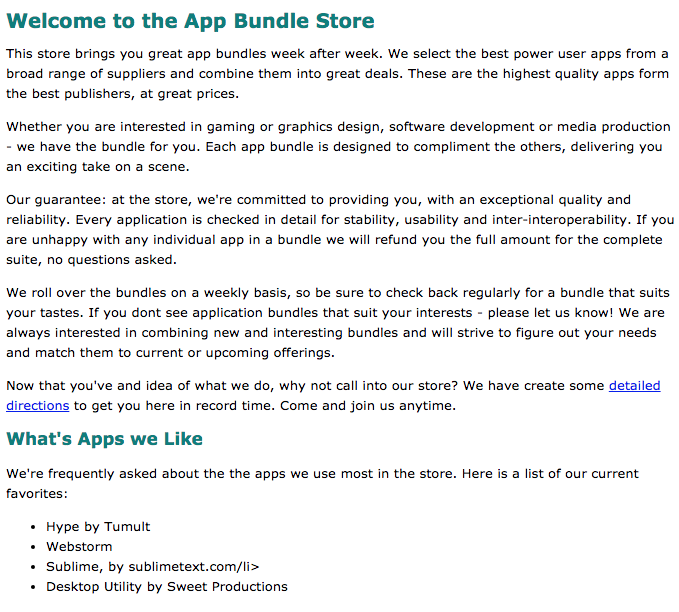 Welcome to the App Bundle Store
This store brings you great app bundles week after week. We select the best power user apps from a
broad range of suppliers and combine them into great deals. These are the highest quality apps form
the best publishers, at great prices.
Whether you are interested in gaming or graphics design, software development or media production
- we have the bundle for you. Each app bundle is designed to compliment the others, delivering you
an exciting take on a scene.
Our guarantee: at the store, we're committed to providing you, with an exceptional quality and
reliability. Every application is checked in detail for stability, usability and inter-interoperability. If you
are unhappy with any individual app in a bundle we will refund you the full amount for the complete
suite, no questions asked.
We roll over the bundles on a weekly basis, so be sure to check back regularly for a bundle that suits
your tastes. If you dont see application bundles that suit your interests - please let us know! We are
always interested in combining new and interesting bundles and will strive to figure out your needs
and match them to current or upcoming offerings.
Now that you've and idea of what we do, why not call into our store? We have create some detailed
directions to get you here in record time. Come and join us anytime.
What's Apps we Like
We're frequently asked about the the apps we use most in the store. Here is a list of our current
favorites:
• Hype by Tumult
• Webstorm
• Sublime, by sublimetext.com/li>
• Desktop Utility by Sweet Productions